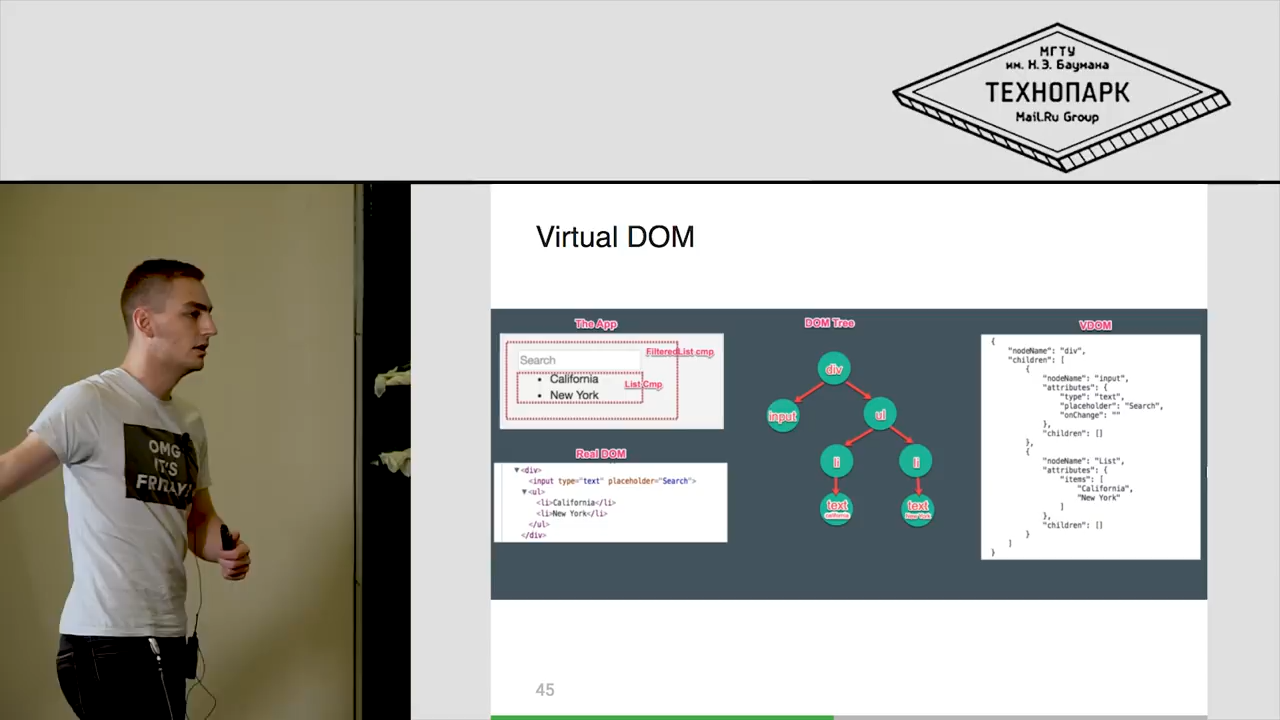 МГТУ
им. Н.Э. Баумана
ТЕХНОПАРК
Mail.Ru Group
OMG
IT'S
FRIDAY!
Virtual DOM
The App
FilteredList cmp
Search
List Cmp
• California
• New York
Real DOM
▼<div>
<input type="text" placeholder="Search">
▼<ul>
<li>California</li>
<li>New York</li>
</ul>
</div>
DOM Tree
div
input
ul
li
li
text
california
text
New York
VDOM
{
"nodeName": "div",
"children": [
{
"nodeName": "input",
"attributes": {
"type": "text",
"placeholder": "Search",
"onChange": ""
},
"children": []
},
{
"nodeName": "List",
"attributes": {
"items": [
"California",
"New York"
]
},
"children": []
}
]
}
45